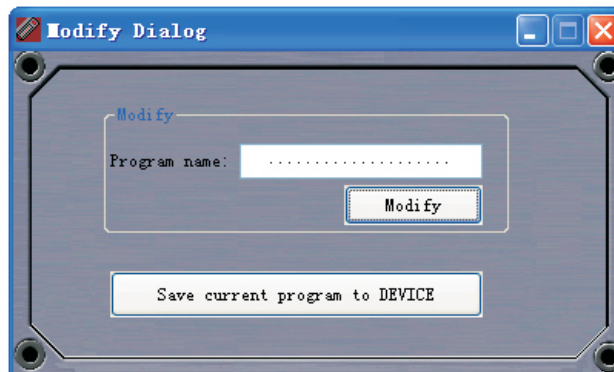 Modify Dialog
Modify
Program name: ....................
Modify
Save current program to DEVICE